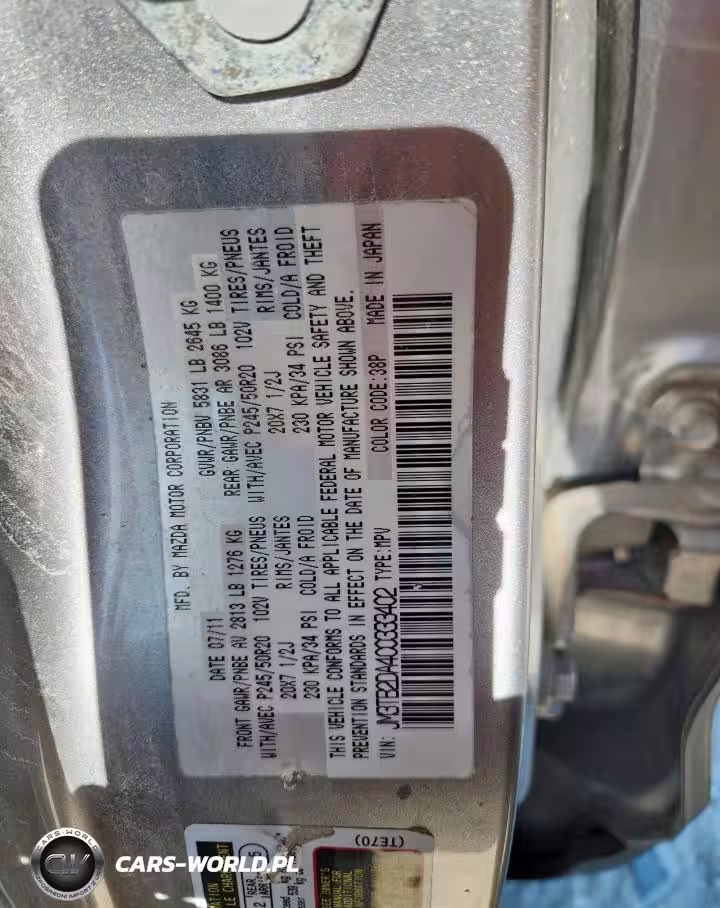 MFD. BY MAZDA MOTOR CORPORATION
DATE 07/11 GVWR/PNBV 5831 LB 2645 KG
FRONT GAWR/PNBE AV 2813 LB 1276 KG REAR GAWR/PNBE AR 3086 LB 1400 KG
WITH/AVEC P245/50R20 102V TIRES/PNEUS WITH/AVEC P245/50R20 102V TIRES/PNEUS
20X7 1/2J RIMS/JANTES 20X7 1/2J RIMS/JANTES
230 KPA/34 PSI COLD/A FROID 230 KPA/34 PSI COLD/A FROID
THIS VEHICLE CONFORMS TO ALL APPLICABLE FEDERAL MOTOR VEHICLE SAFETY AND THEFT
PREVENTION STANDARDS IN EFFECT ON THE DATE OF MANUFACTURE SHOWN ABOVE.
VIN: JM3TB2DA4C0333402 TYPE:MPV COLOR CODE:38P MADE IN JAPAN
(TE70)
CARS-WORLD
CW
CARS-WORLD.PL